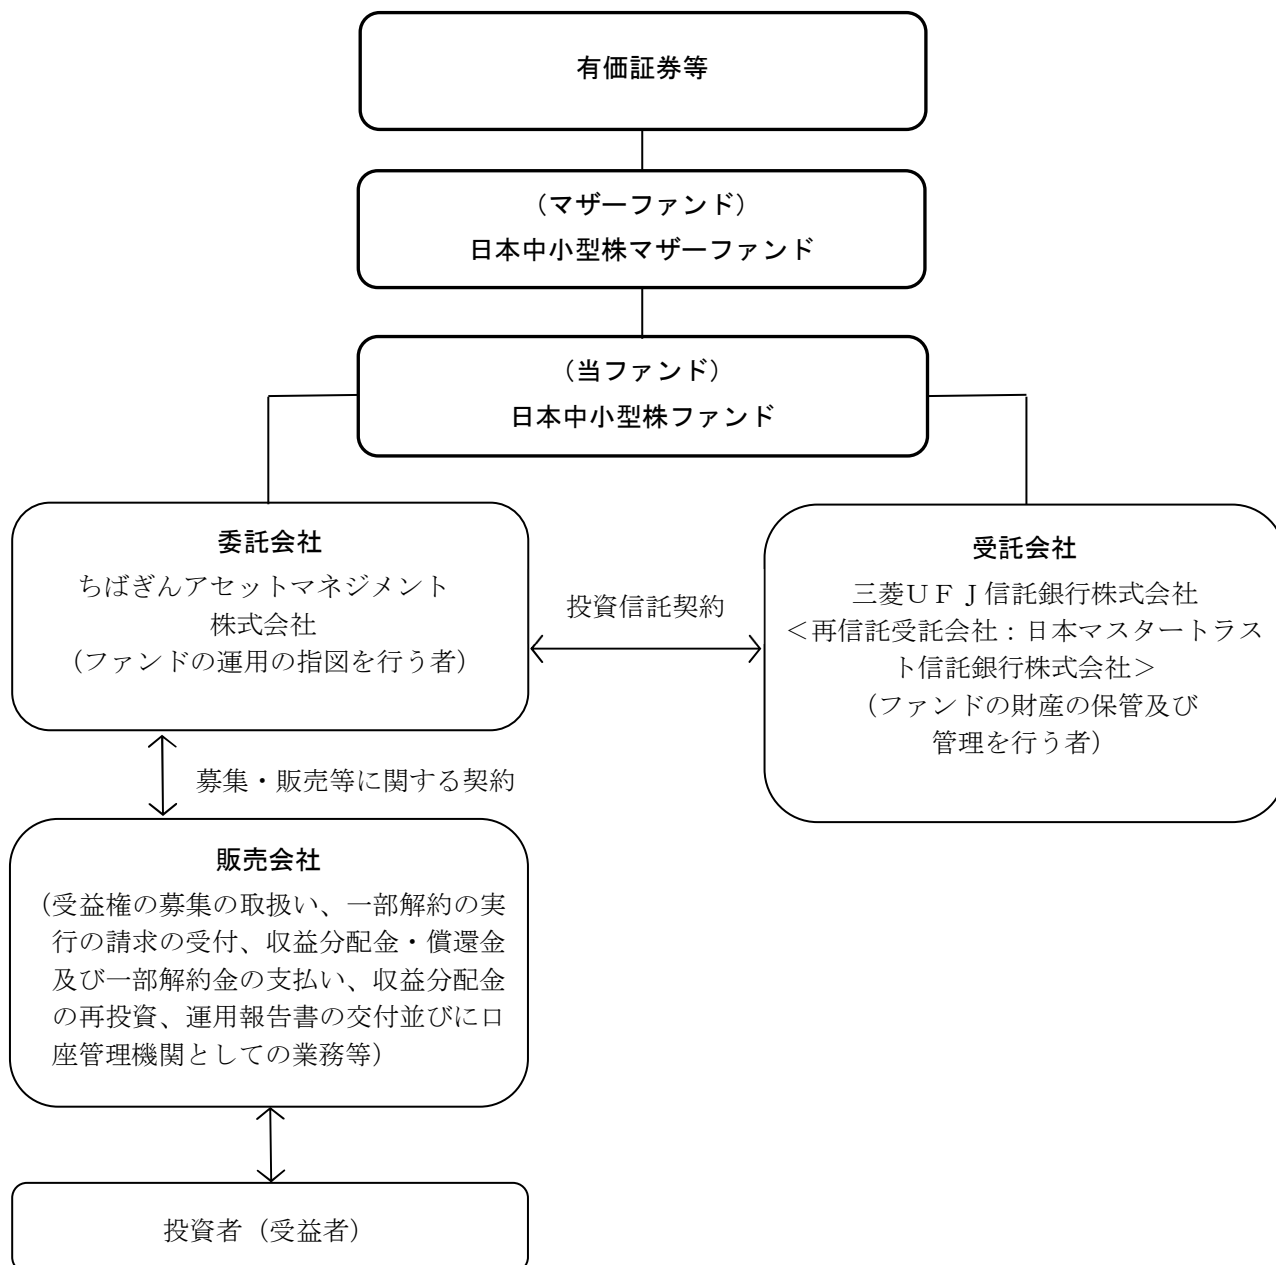 有価証券等
（マザーファンド）
日本中小型株マザーファンド
（当ファンド）
日本中小型株ファンド
委託会社
ちばぎんアセットマネジメント
株式会社
（ファンドの運用の指図を行う者）
投資信託契約
受託会社
三菱ＵＦＪ信託銀行株式会社
＜再信託受託会社：日本マスタートラス
ト信託銀行株式会社＞
（ファンドの財産の保管及び
管理を行う者）
募集・販売等に関する契約
販売会社
（受益権の募集の取扱い、一部解約の実
行の請求の受付、収益分配金・償還金
及び一部解約金の支払い、収益分配金
の再投資、運用報告書の交付並びに口
座管理機関としての業務等）
投資者（受益者）